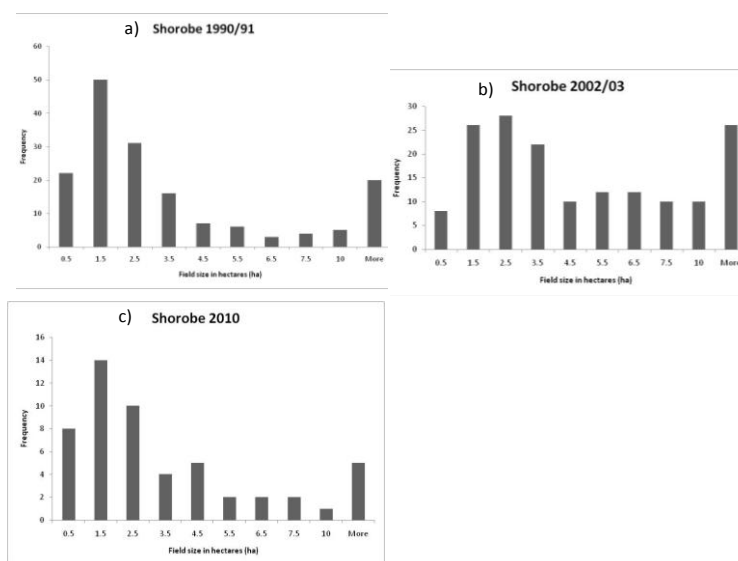 a) Shorobe 1990/91
60
50
40
30
20
10
0
Frequency
0.5 1.5 2.5 3.5 4.5 5.5 6.5 7.5 10 More
Field size in hectares (ha)
b) Shorobe 2002/03
30
25
20
15
10
5
0
Frequency
0.5 1.5 2.5 3.5 4.5 5.5 6.5 7.5 10 More
Field size in hectares (ha)
c) Shorobe 2010
16
14
12
10
8
6
4
2
0
Frequency
0.5 1.5 2.5 3.5 4.5 5.5 6.5 7.5 10 More
Field size in hectares (ha)